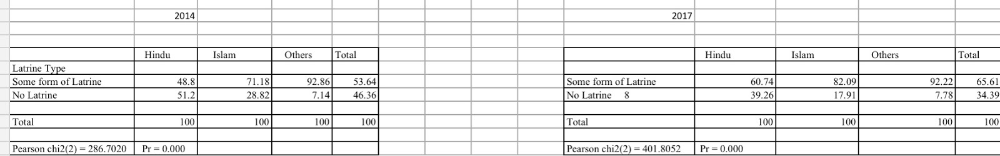 2014 2017
Hindu Islam Others Total Hindu Islam Others Total
Latrine Type
Some form of Latrine 48.8 71.18 92.86 53.64 Some form of Latrine 60.74 82.09 92.22 65.61
No Latrine 51.2 28.82 7.14 46.36 No Latrine 8 39.26 17.91 7.78 34.39
Total 100 100 100 100 Total 100 100 100 100
Pearson chi2(2) = 286.7020 Pr = 0.000 Pearson chi2(2) = 401.8052 Pr = 0.000